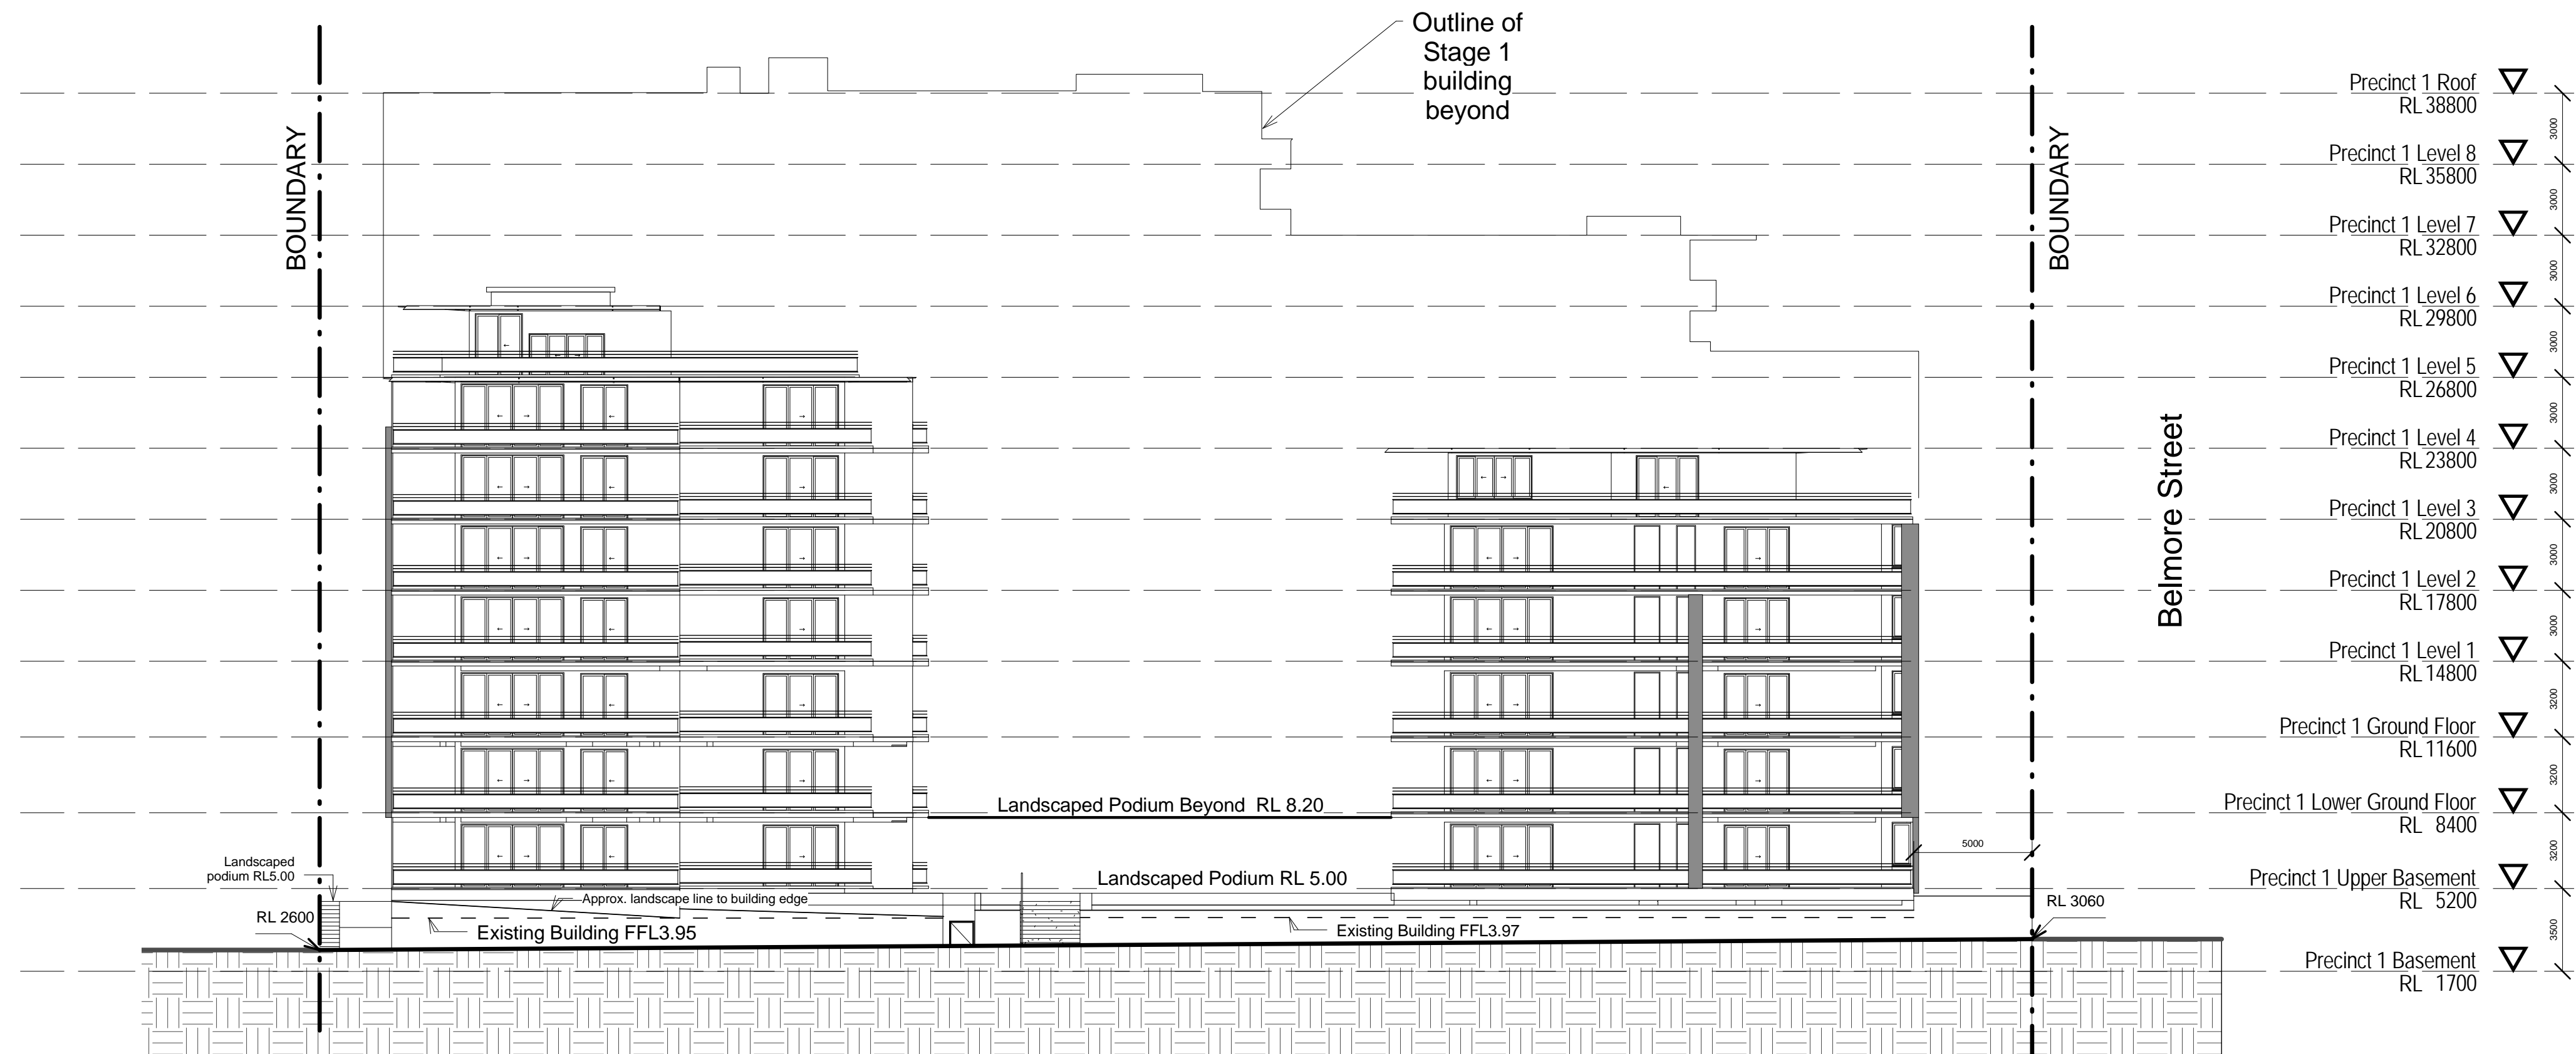 Outline of
Stage 1
building
beyond
BOUNDARY
BOUNDARY
Belmore Street
Precinct 1 Roof
RL 38800
3000
Precinct 1 Level 8
RL 35800
3000
Precinct 1 Level 7
RL 32800
3000
Precinct 1 Level 6
RL 29800
3000
Precinct 1 Level 5
RL 26800
3000
Precinct 1 Level 4
RL 23800
3000
Precinct 1 Level 3
RL 20800
3000
Precinct 1 Level 2
RL 17800
3000
Precinct 1 Level 1
RL 14800
3200
Precinct 1 Ground Floor
RL 11600
3200
Precinct 1 Lower Ground Floor
RL 8400
3200
Precinct 1 Upper Basement
RL 5200
3500
Precinct 1 Basement
RL 1700
Landscaped Podium Beyond RL 8.20
5000
Landscaped
podium RL5.00
Landscaped Podium RL 5.00
Approx. landscape line to building edge
RL 2600
RL 3060
Existing Building FFL3.95
Existing Building FFL3.97